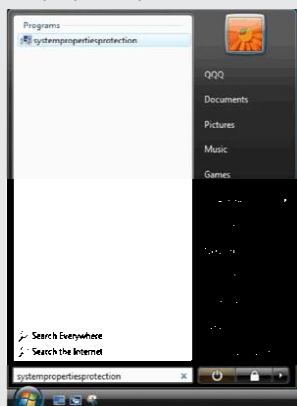 Programs
systempropertiesprotection
QQQ
Documents
Pictures
Music
Games
Search Everywhere
Search the Internet
systempropertiesprotection